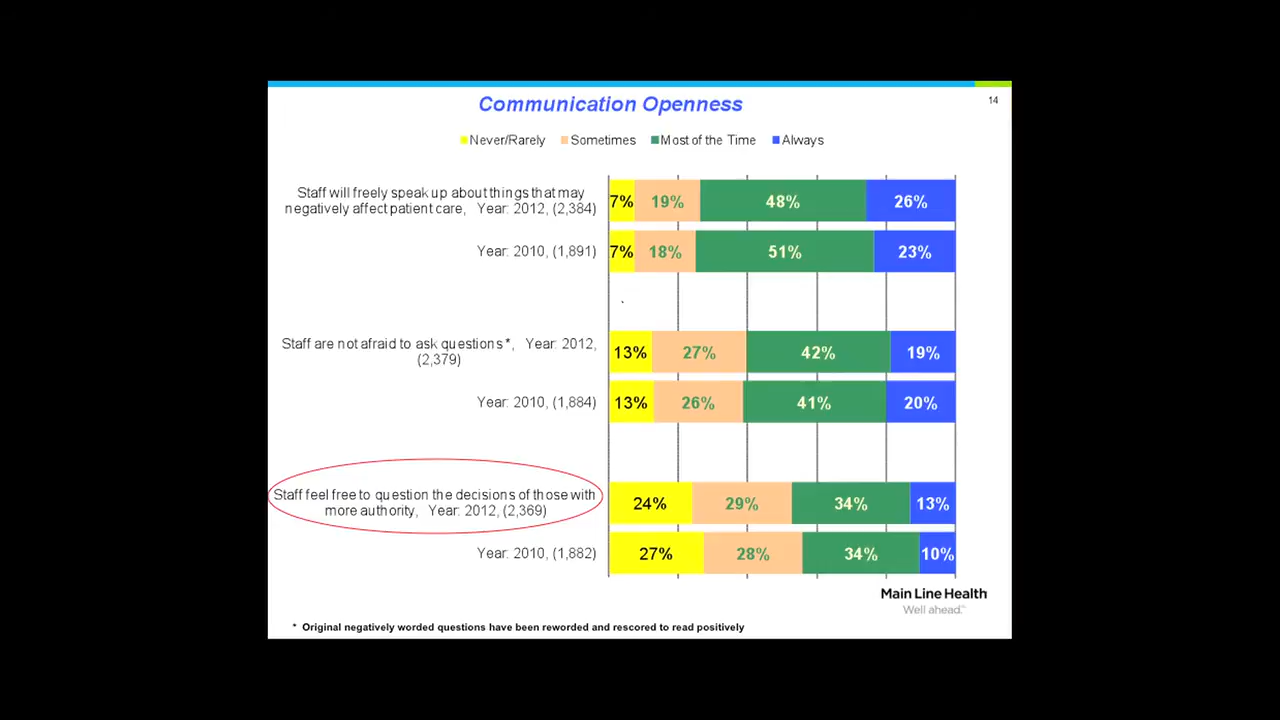 Communication Openness
14
Never/Rarely Sometimes Most of the Time Always
Staff will freely speak up about things that may
negatively affect patient care, Year: 2012, (2,384)
7% 19% 48% 26%
Year: 2010, (1,891)
7% 18% 51% 23%
Staff are not afraid to ask questions*, Year: 2012,
(2,379)
13% 27% 42% 19%
Year: 2010, (1,884)
13% 26% 41% 20%
Staff feel free to question the decisions of those with
more authority, Year: 2012, (2,369)
24% 29% 34% 13%
Year: 2010, (1,882)
27% 28% 34% 10%
Main Line Health
Well ahead.™
* Original negatively worded questions have been reworded and rescored to read positively